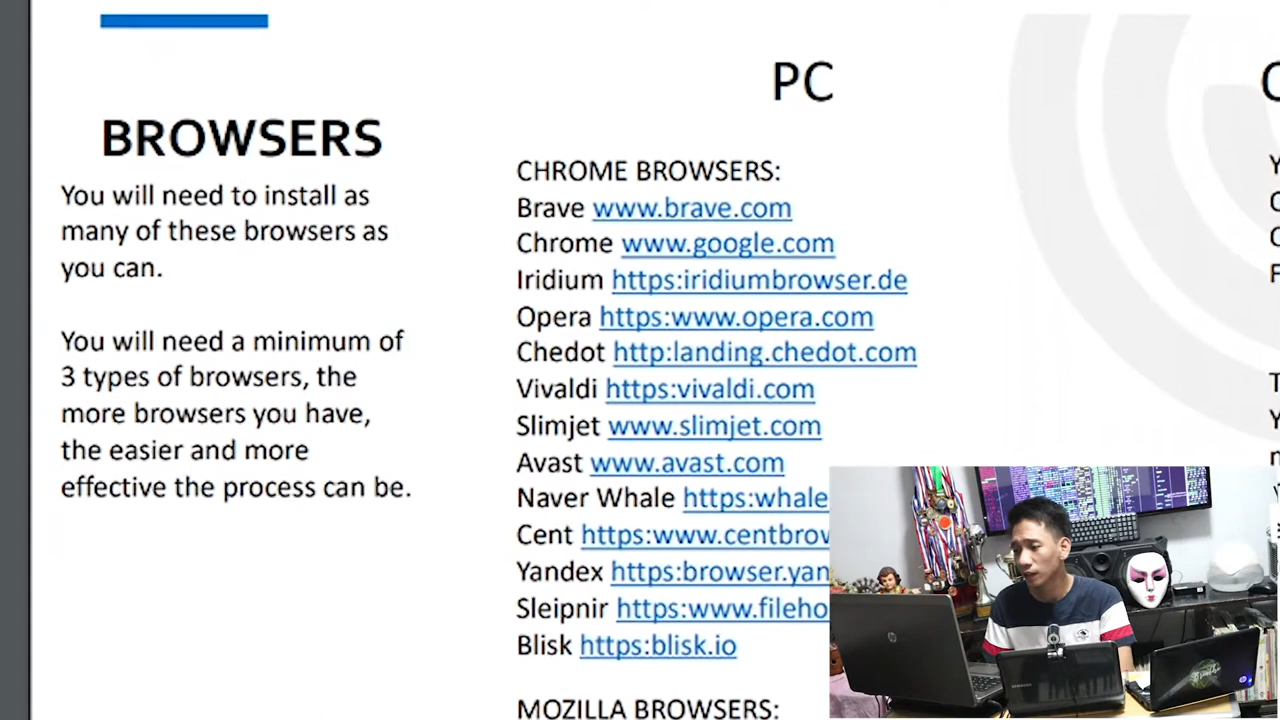 PC
BROWSERS
You will need to install as
many of these browsers as
you can.
You will need a minimum of
3 types of browsers, the
more browsers you have,
the easier and more
effective the process can be.
CHROME BROWSERS:
Brave www.brave.com
Chrome www.google.com
Iridium https:iridiumbrowser.de
Opera https:www.opera.com
Chedot http:landing.chedot.com
Vivaldi https:vivaldi.com
Slimjet www.slimjet.com
Avast www.avast.com
Naver Whale https:whale
Cent https:www.centbrow
Yandex https:browser.yan
Sleipnir https:www.fileho
Blisk https:blisk.io
MOZILLA BROWSERS:
SAMSUNG